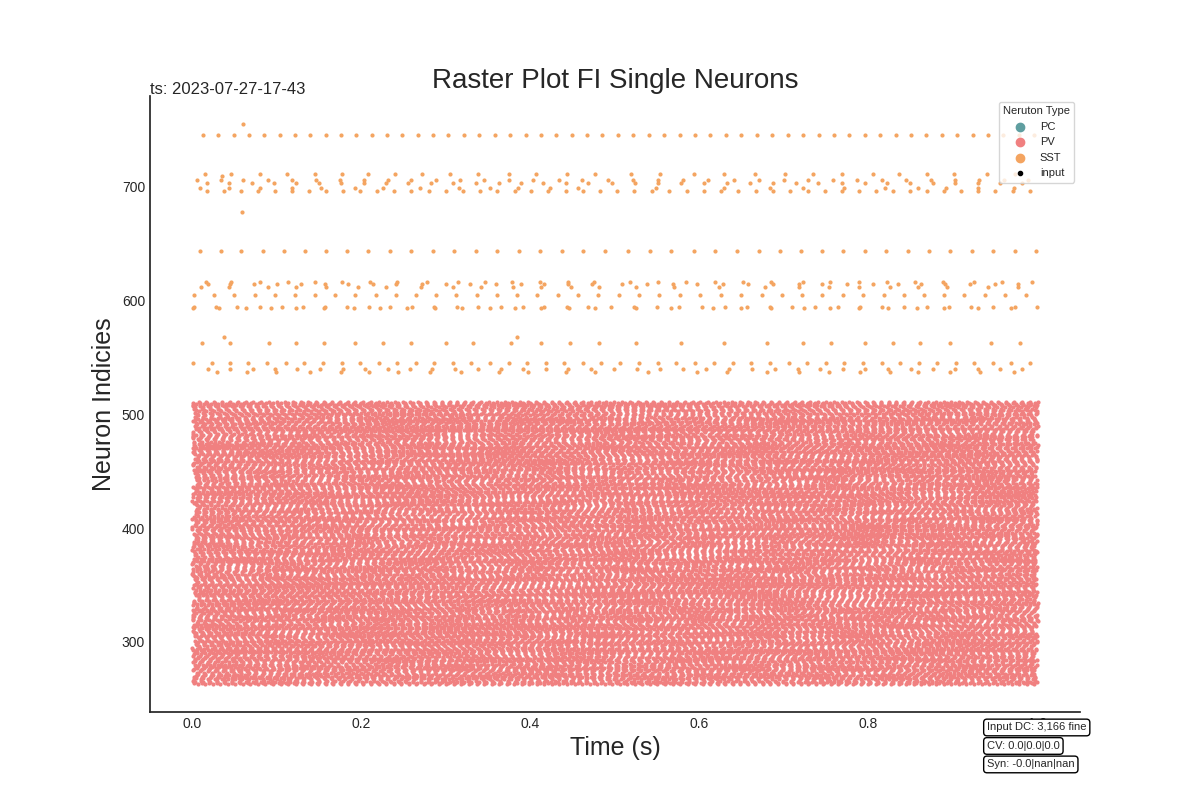 Raster Plot FI Single Neurons
ts: 2023-07-27-17-43
Neruton Type
PC
PV
SST
input
700
600
500
400
300
Neuron Indicies
0.0
0.2
0.4
0.6
0.8
Time (s)
Input DC: 3,166 fine
CV: 0.0|0.0|0.0
Syn: -0.0|nan|nan